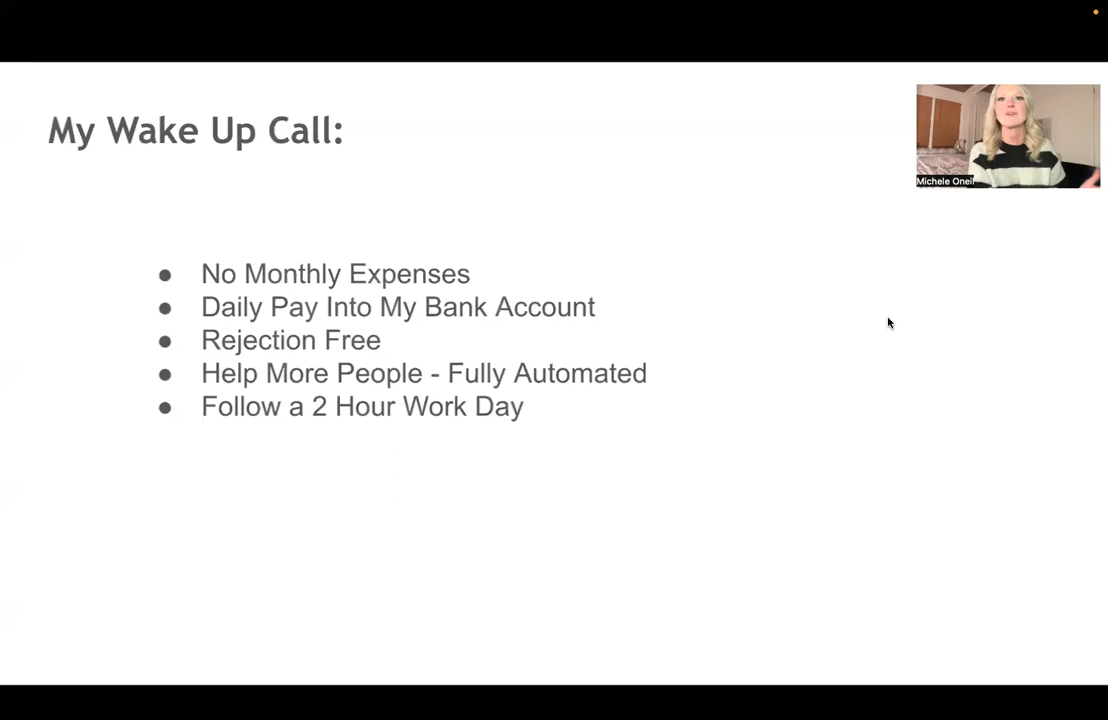 My Wake Up Call:
Michele Oneil
● No Monthly Expenses
● Daily Pay Into My Bank Account
● Rejection Free
● Help More People - Fully Automated
● Follow a 2 Hour Work Day